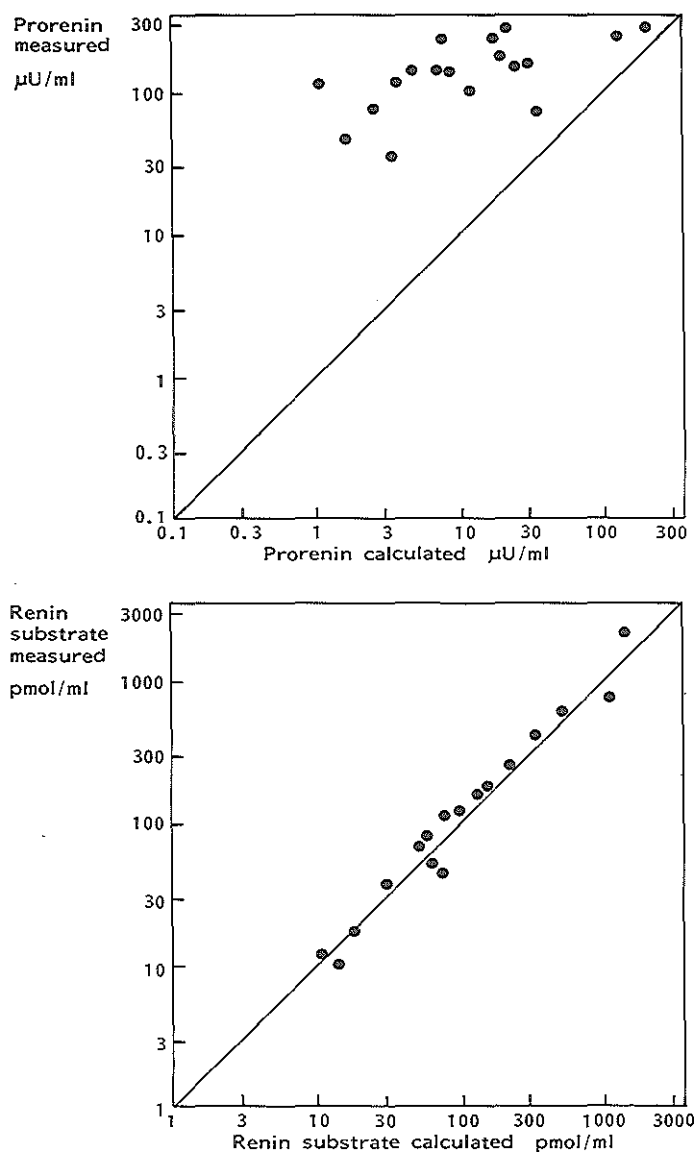 Prorenin
measured
µU/ml
300
100
30
10
3
1
0.3
0.1
0.1 0.3 1 3 10 30 100 300
Prorenin calculated µU/ml
Renin
substrate
measured
pmol/ml
3000
1000
300
100
30
10
3
1
1 3 10 30 100 300 1000 3000
Renin substrate calculated pmol/ml